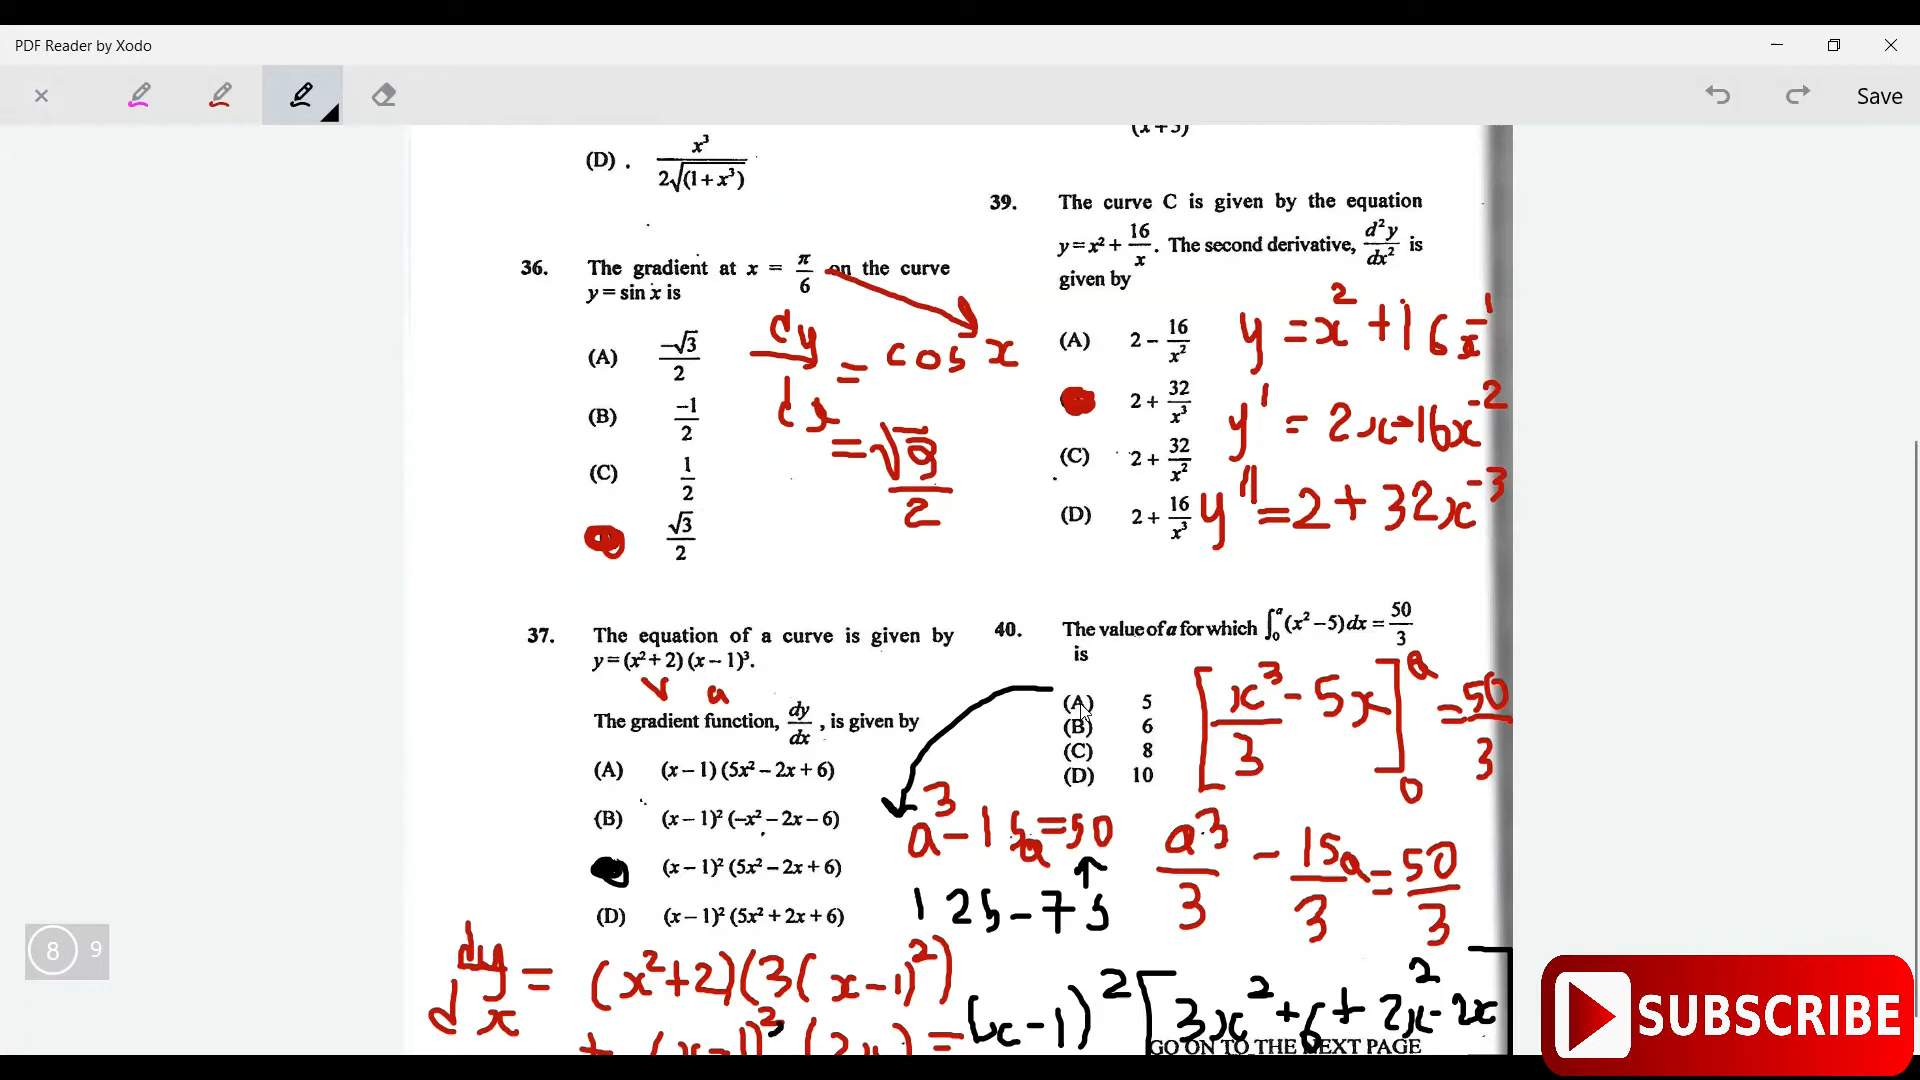 PDF Reader by Xodo
Save
(D) . x³ / 2√(1 + x³)
(x+5)
36. The gradient at x = π/6 on the curve
y = sin x is
(A) −√3/2
(B) −1/2
(C) 1/2
√3/2
dy/dx = cos x
= √3/2
37. The equation of a curve is given by
y = (x² + 2) (x − 1)³.
v u
The gradient function, dy/dx , is given by
(A) (x − 1) (5x² − 2x + 6)
(B) (x − 1)² (−x² − 2x − 6)
(x − 1)² (5x² − 2x + 6)
(D) (x − 1)² (5x² + 2x + 6)
dy/dx = (x²+2)(3(x−1)²)
+ (x−1)³ (2x) =
(x−1)² [3x²+6+2x²−2x
39. The curve C is given by the equation
y = x² + 16/x. The second derivative, d²y/dx² is
given by
(A) 2 − 16/x²
2 + 32/x³
(C) 2 + 32/x²
(D) 2 + 16/x³
y = x² + 16x⁻¹
y' = 2x − 16x⁻²
y'' = 2 + 32x⁻³
40. The value of a for which ∫₀ᵃ (x² − 5) dx = 50/3
is
(A) 5
(B) 6
(C) 8
(D) 10
[x³/3 − 5x]₀ᵃ = 50/3
a³/3 − 15a/3 = 50/3
a³ − 15a = 50
125 − 75
GO ON TO THE NEXT PAGE
8 9
SUBSCRIBE